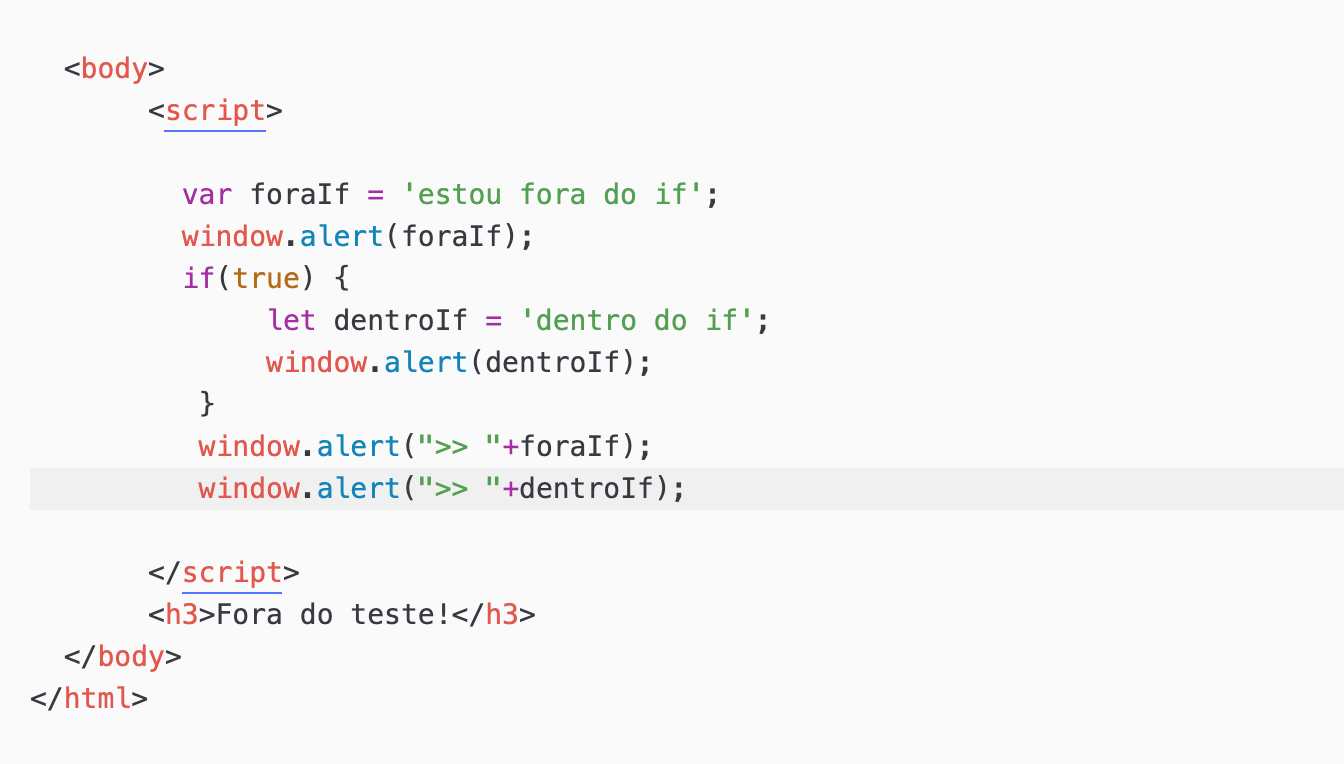 <body>
<script>
var foraIf = 'estou fora do if';
window.alert(foraIf);
if(true) {
let dentroIf = 'dentro do if';
window.alert(dentroIf);
}
window.alert(">> "+foraIf);
window.alert(">> "+dentroIf);
</script>
<h3>Fora do teste!</h3>
</body>
</html>